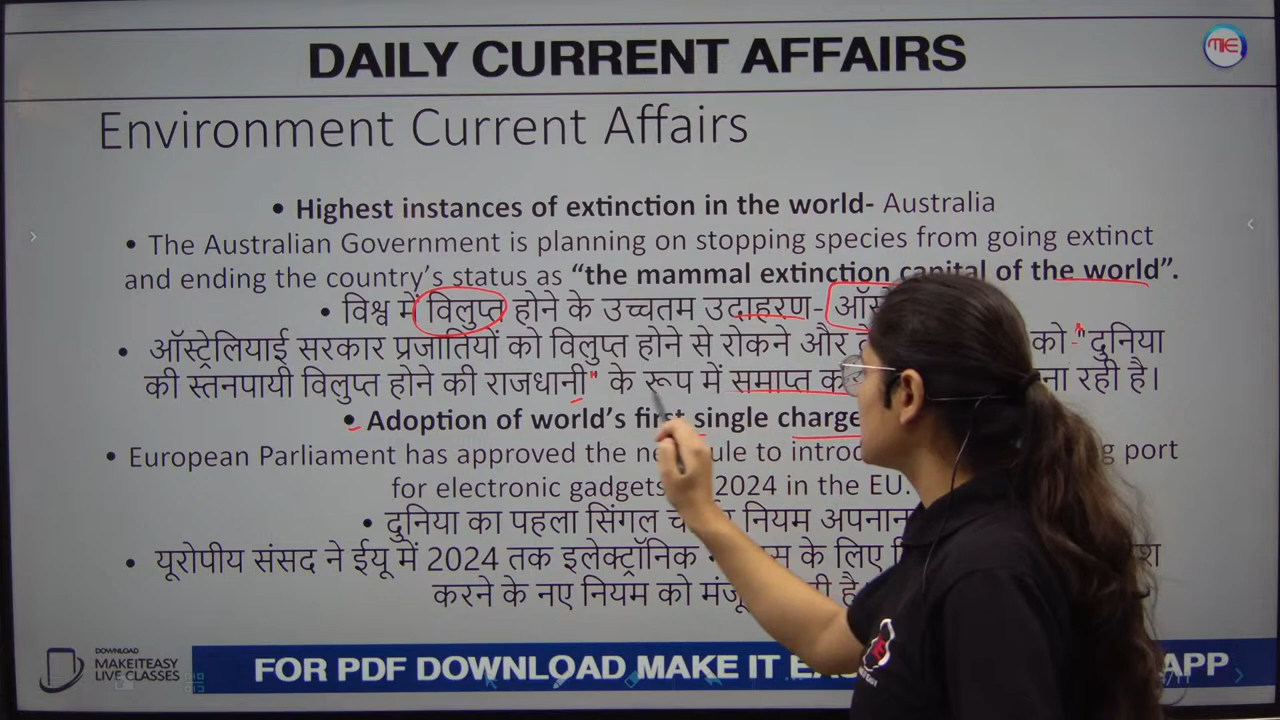 DAILY CURRENT AFFAIRS
Environment Current Affairs
• Highest instances of extinction in the world- Australia
• The Australian Government is planning on stopping species from going extinct
and ending the country's status as “the mammal extinction capital of the world”.
• विश्व में विलुप्त होने के उच्चतम उदाहरण-
• ऑस्ट्रेलियाई सरकार प्रजातियों को विलुप्त होने से रोकने और को "दुनिया
की स्तनपायी विलुप्त होने की राजधानी" के रूप में समाप्त रही है।
• Adoption of world's first single charge
• European Parliament has approved the to port
for electronic gadgets 2024 in the EU.
• दुनिया का पहला सिंगल नियम
• यूरोपीय संसद ने ईयू में 2024 तक इलेक्ट्रॉनिक के लिए
करने के नए नियम को
DOWNLOAD
MAKEITEASY
LIVE CLASSES
FOR PDF DOWNLOAD MAKE IT APP